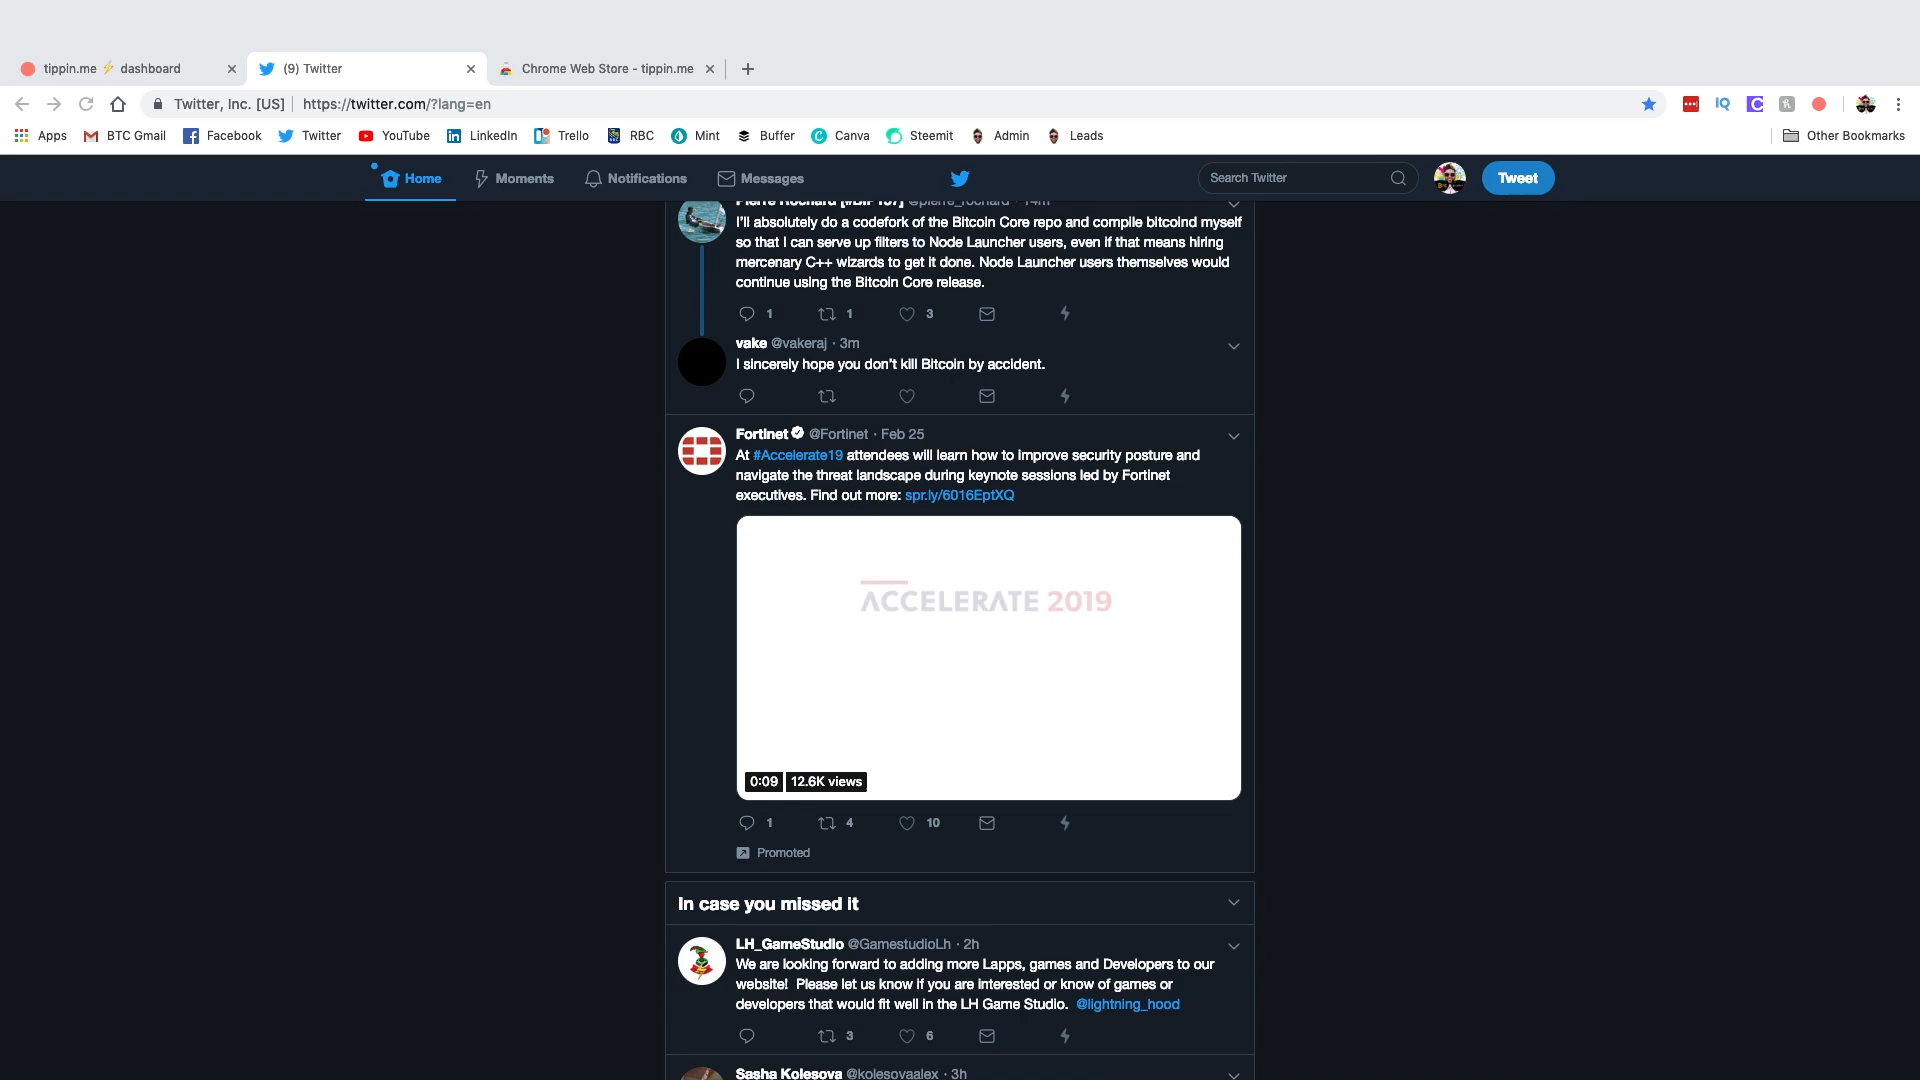 tippin.me ⚡ dashboard
(9) Twitter
Chrome Web Store - tippin.me
Twitter, Inc. [US]
https://twitter.com/?lang=en
IQ
Apps
BTC Gmail
Facebook
Twitter
YouTube
LinkedIn
Trello
RBC
Mint
Buffer
Canva
Steemit
Admin
Leads
Other Bookmarks
Home
Moments
Notifications
Messages
Search Twitter
Tweet
Pierre Rochard [#BIP157] @pierre_rochard · 14m
I'll absolutely do a codefork of the Bitcoin Core repo and compile bitcoind myself
so that I can serve up filters to Node Launcher users, even if that means hiring
mercenary C++ wizards to get it done. Node Launcher users themselves would
continue using the Bitcoin Core release.
1 1 3
vake @vakeraj · 3m
I sincerely hope you don't kill Bitcoin by accident.
Fortinet @Fortinet · Feb 25
At #Accelerate19 attendees will learn how to improve security posture and
navigate the threat landscape during keynote sessions led by Fortinet
executives. Find out more: spr.ly/6016EptXQ
ACCELERATE 2019
0:09 12.6K views
1 4 10
Promoted
In case you missed it
LH_GameStudio @GamestudioLh · 2h
We are looking forward to adding more Lapps, games and Developers to our
website! Please let us know if you are interested or know of games or
developers that would fit well in the LH Game Studio. @lightning_hood
3 6
Sasha Kolesova @kolesovaalex · 3h